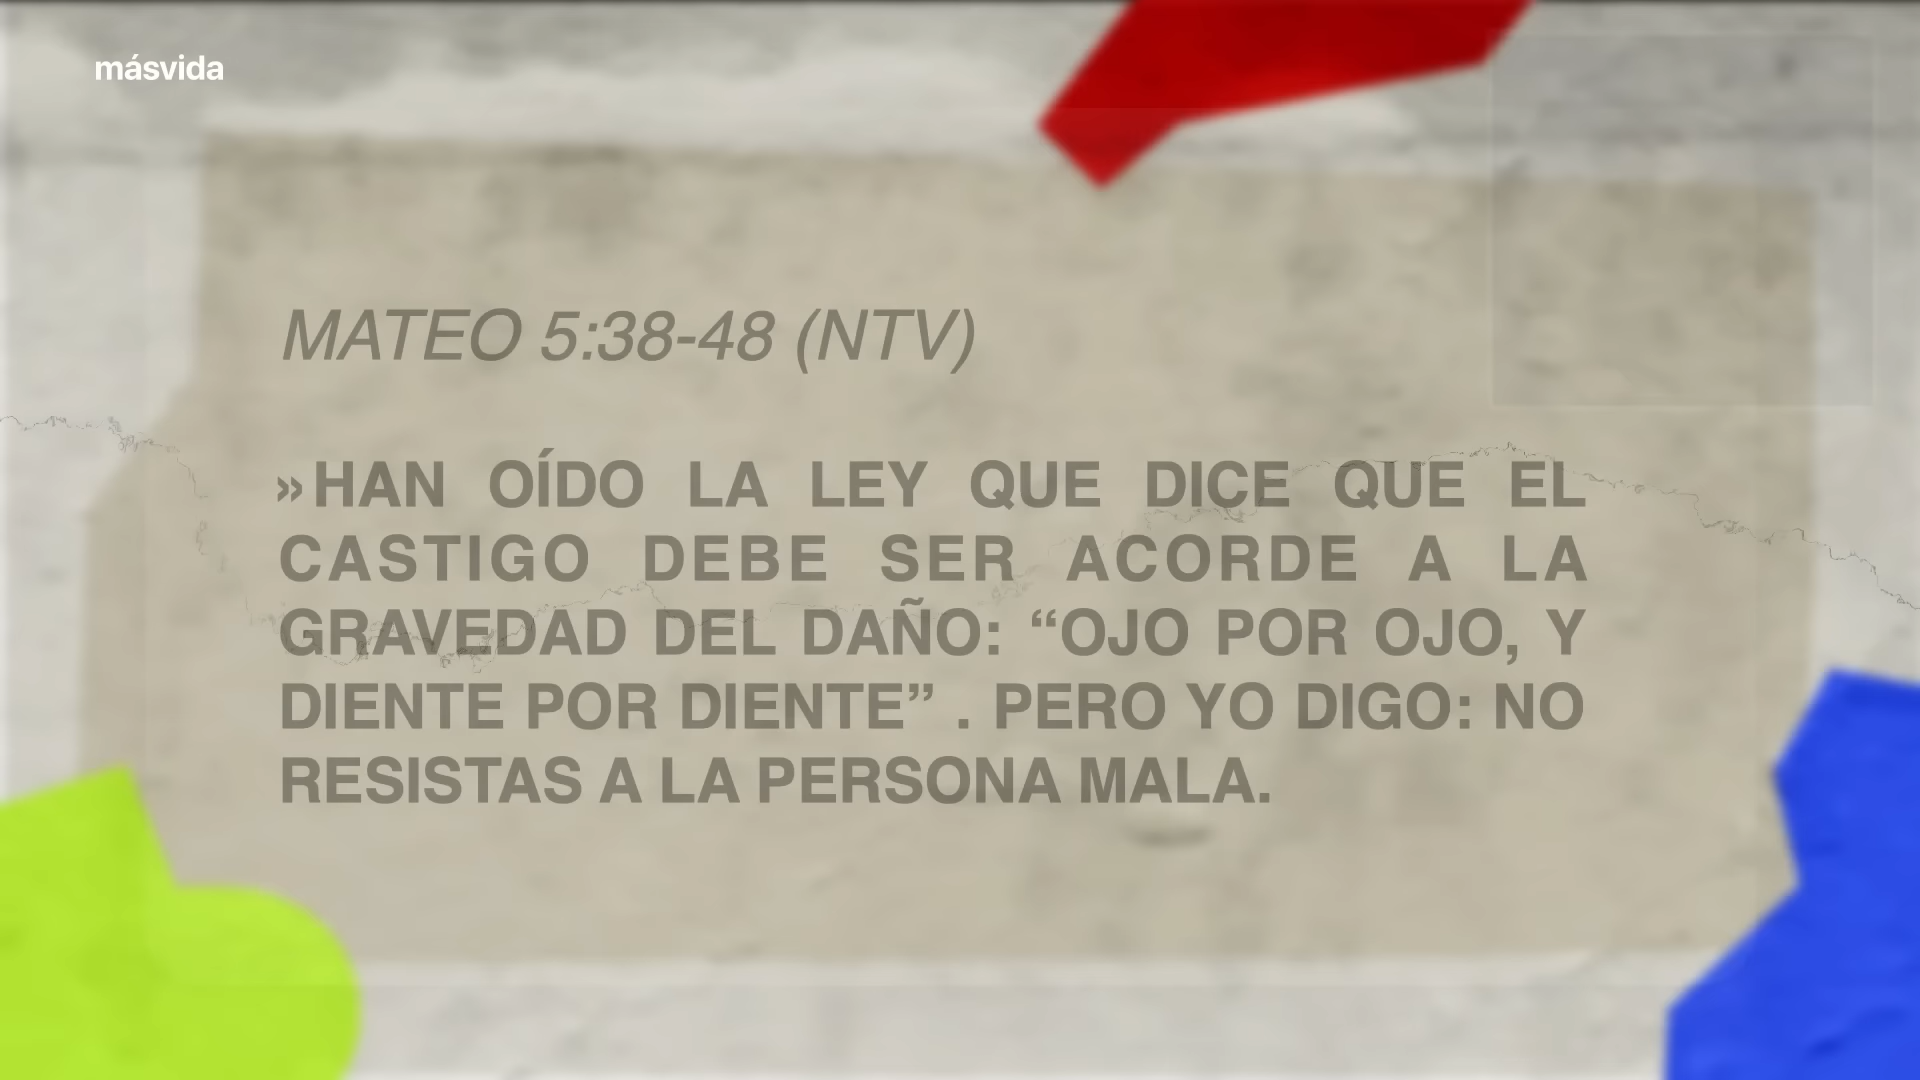 másvida
MATEO 5:38-48 (NTV)
»HAN OÍDO LA LEY QUE DICE QUE EL
CASTIGO DEBE SER ACORDE A LA
GRAVEDAD DEL DAÑO: “OJO POR OJO, Y
DIENTE POR DIENTE” . PERO YO DIGO: NO
RESISTAS A LA PERSONA MALA.